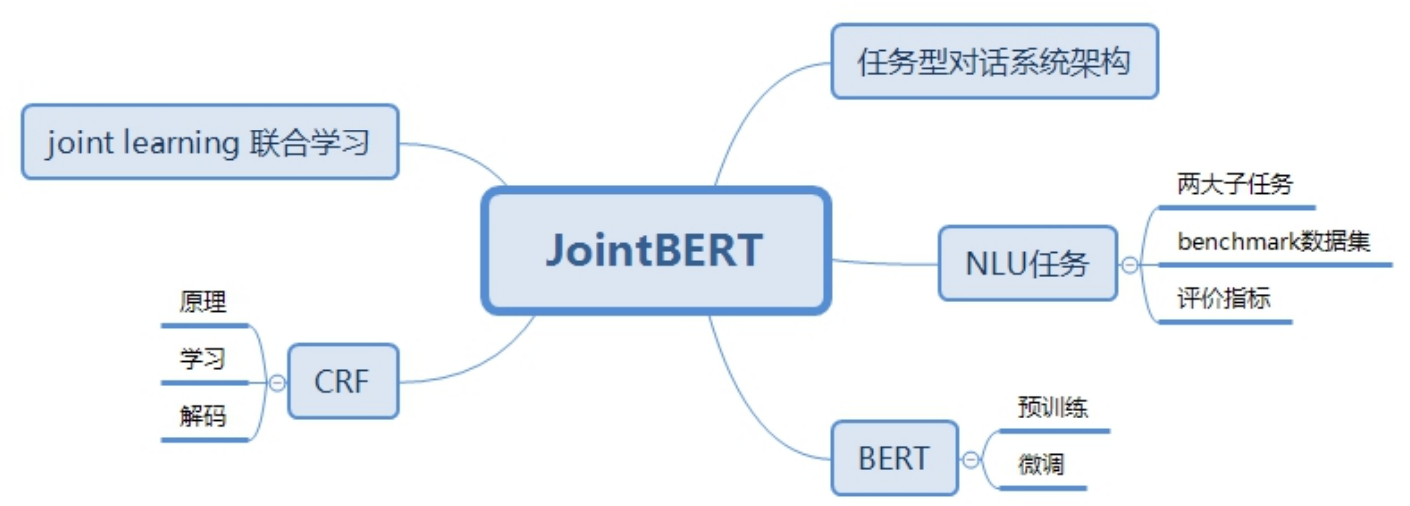 任务型对话系统架构
joint learning 联合学习
JointBERT
NLU任务
两大子任务
benchmark数据集
评价指标
原理
学习
解码
CRF
BERT
预训练
微调